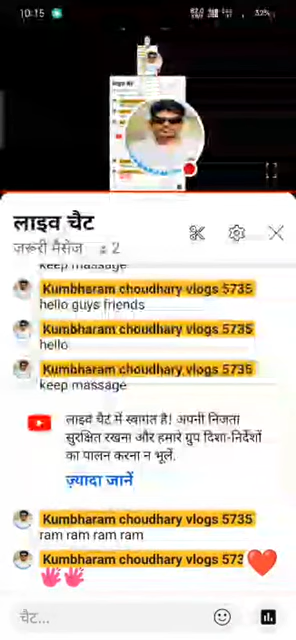 10:15
32%
लाइव चैट
ज़रूरी मैसेज 2
keep massage
Kumbharam choudhary vlogs 5735
hello guys friends
Kumbharam choudhary vlogs 5735
hello
Kumbharam choudhary vlogs 5735
keep massage
लाइव चैट में स्वागत है! अपनी निजता
सुरक्षित रखना और हमारे ग्रुप दिशा-निर्देशों
का पालन करना न भूलें.
ज़्यादा जानें
Kumbharam choudhary vlogs 5735
ram ram ram ram
Kumbharam choudhary vlogs 573
चैट...